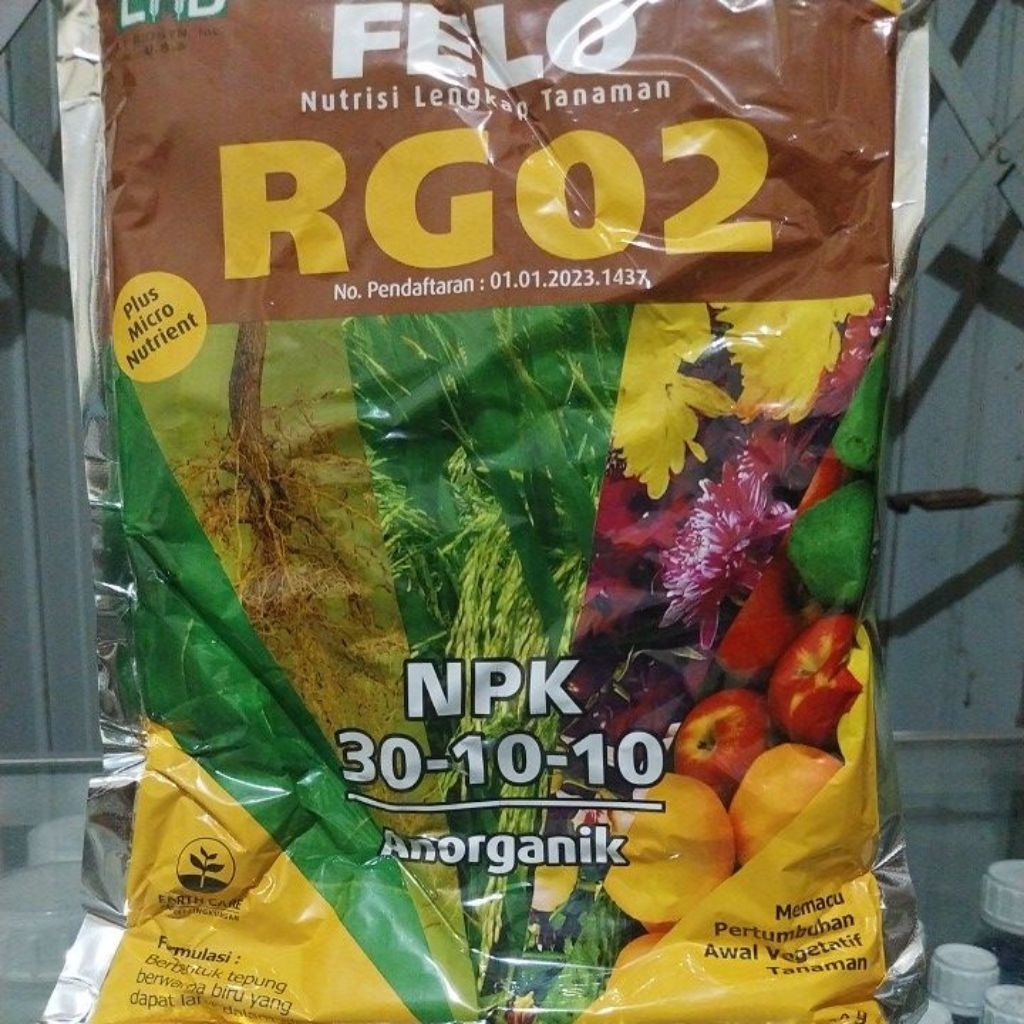 FELO
Nutrisi Lengkap Tanaman
RG02
No. Pendaftaran : 01.01.2023.1437
Plus
Micro
Nutrient
NPK
30-10-10
Anorganik
EARTH CARE
Formulasi :
Berbentuk tepung
berwarna biru yang
dapat
Memacu
Pertumbuhan
Awal Vegetatif
Tanaman